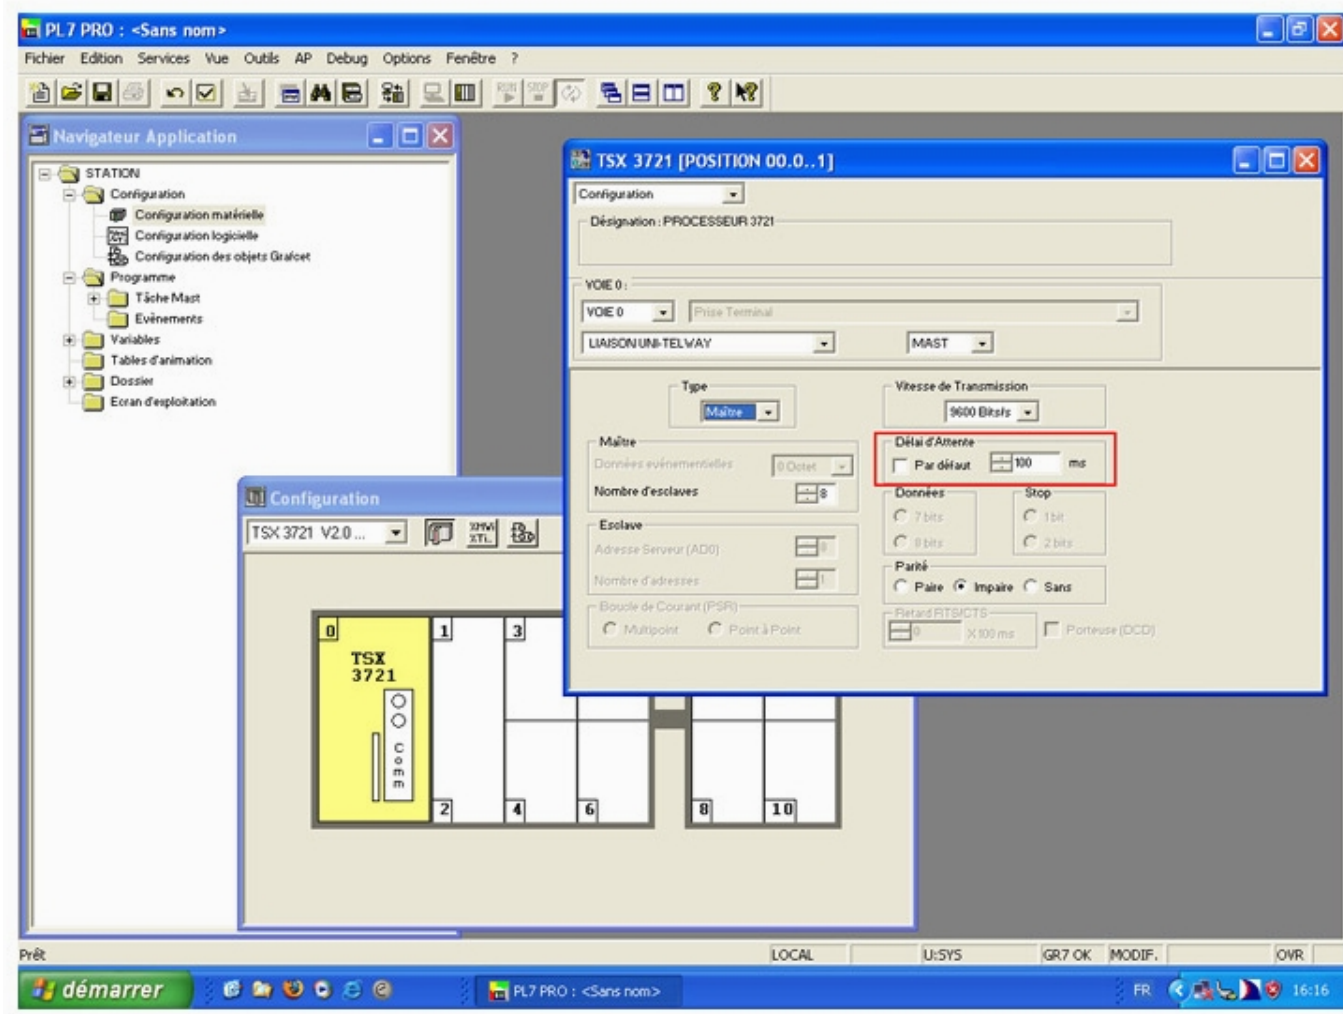 PL7 PRO : <Sans nom>
Fichier Edition Services Vue Outils AP Debug Options Fenêtre ?
RUN STOP
Navigateur Application
STATION
Configuration
Configuration matérielle
Configuration logicielle
Configuration des objets Grafcet
Programme
Tâche Mast
Evènements
Variables
Tables d'animation
Dossier
Ecran d'exploitation
TSX 3721 [POSITION 00.0..1]
Configuration
Désignation : PROCESSEUR 3721
VOIE 0 :
VOIE 0 Prise Terminal
LIAISON UNI-TELWAY MAST
Type
Maître
Vitesse de Transmission
9600 Bits/s
Maître
Données evénementielles 0 Octet
Nombre d'esclaves 8
Délai d'Attente
Par défaut 100 ms
Esclave
Adresse Serveur (AD0)
Nombre d'adresses 1
Données
7 bits
8 bits
Stop
1 bit
2 bits
Parité
Paire Impaire Sans
Boucle de Courant (PSR)
Multipoint Point à Point
Retard RTS/CTS
0 X 100 ms
Porteuse (DCD)
Configuration
TSX 3721 V2.0 ...
0 1 3
TSX
3721
Comm
2 4 6 8 10
Prêt LOCAL U:SYS GR7 OK MODIF. OVR
démarrer PL7 PRO : <Sans nom> FR 16:16